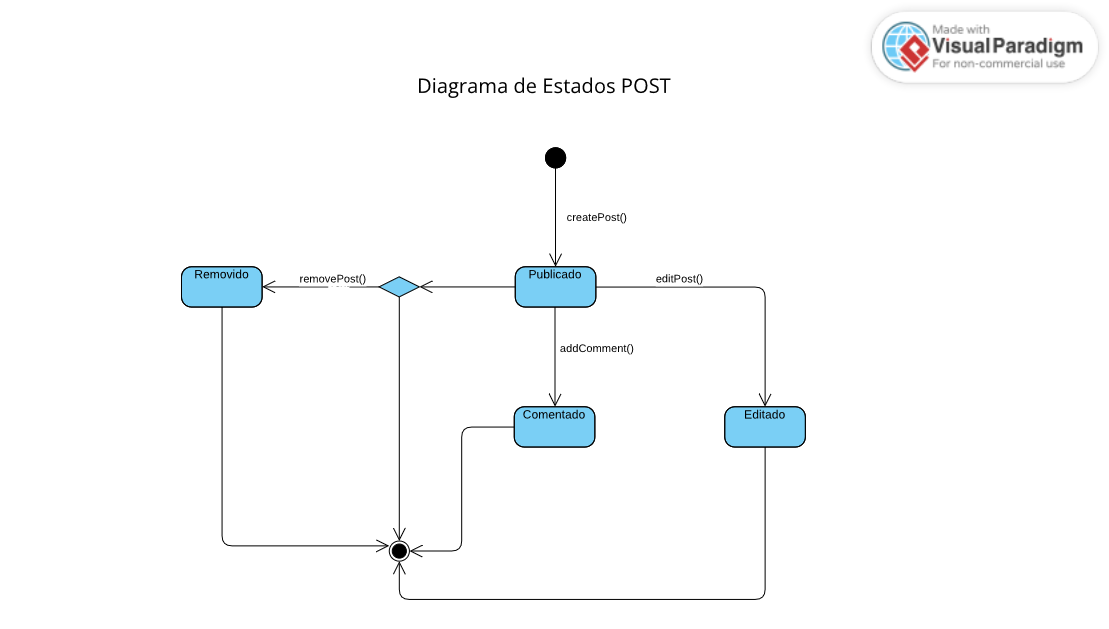 Made with
Visual Paradigm
For non-commercial use
Diagrama de Estados POST
createPost()
Removido
removePost()
Publicado
editPost()
addComment()
Comentado
Editado